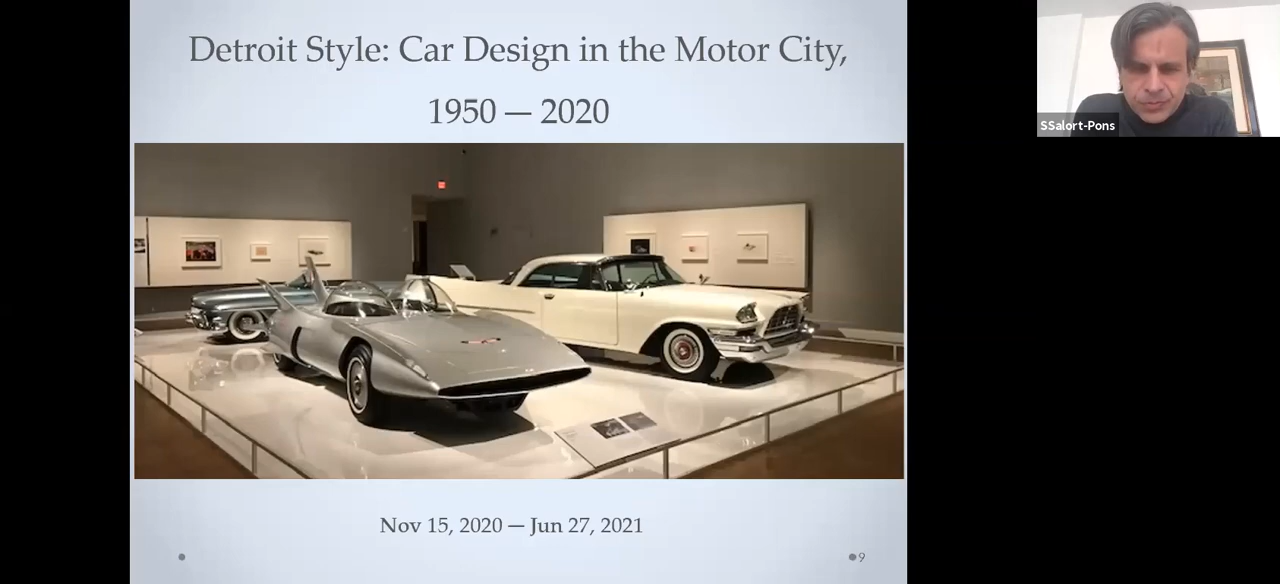 Detroit Style: Car Design in the Motor City,
1950 — 2020
Nov 15, 2020 — Jun 27, 2021
9
SSalort-Pons